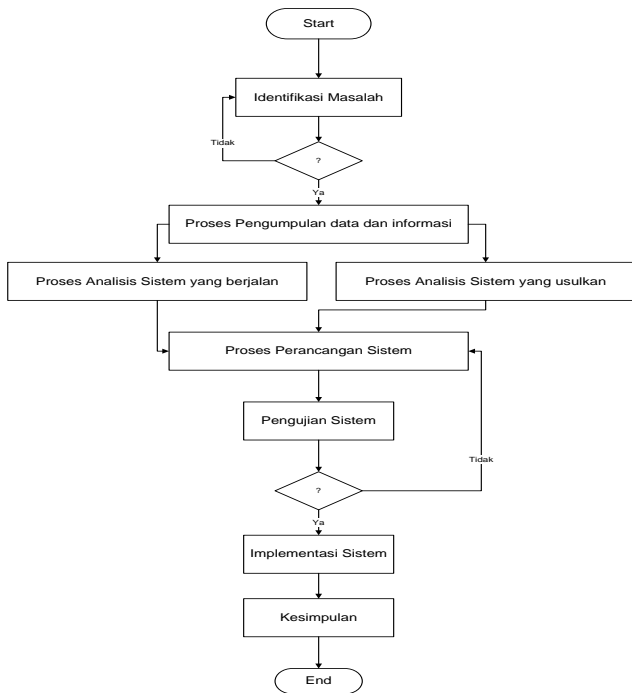 Start
Identifikasi Masalah
Tidak
?
Ya
Proses Pengumpulan data dan informasi
Proses Analisis Sistem yang berjalan
Proses Analisis Sistem yang usulkan
Proses Perancangan Sistem
Pengujian Sistem
Tidak
?
Ya
Implementasi Sistem
Kesimpulan
End